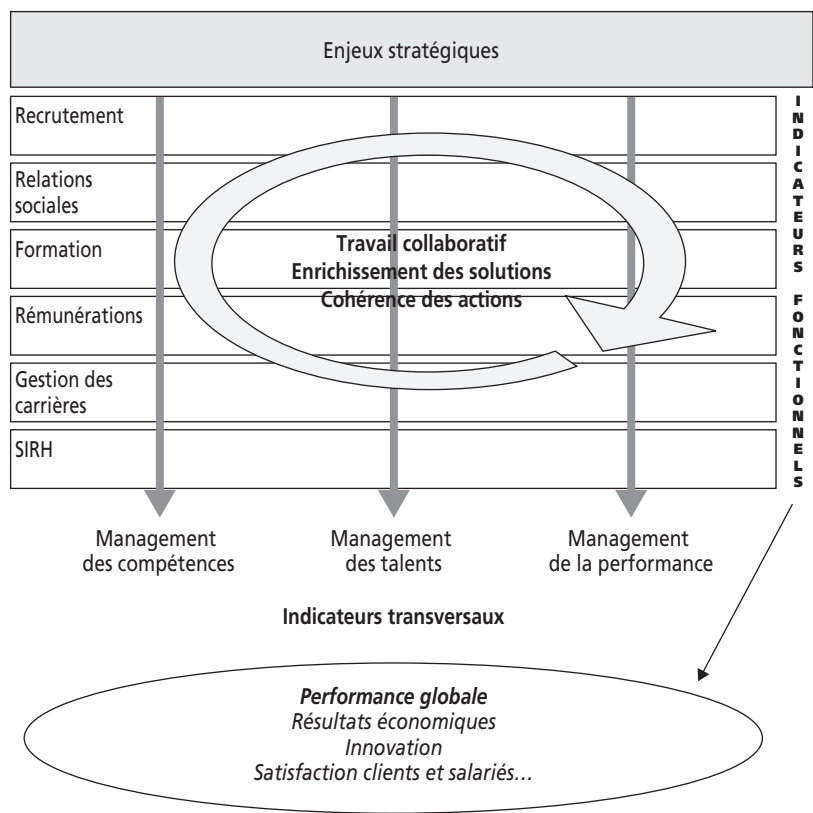 Enjeux stratégiques
Recrutement
Relations
sociales
Formation
Rémunérations
Gestion des
carrières
SIRH
Travail collaboratif
Enrichissement des solutions
Cohérence des actions
INDICATEURS FONCTIONNELS
Management
des compétences
Management
des talents
Management
de la performance
Indicateurs transversaux
Performance globale
Résultats économiques
Innovation
Satisfaction clients et salariés…